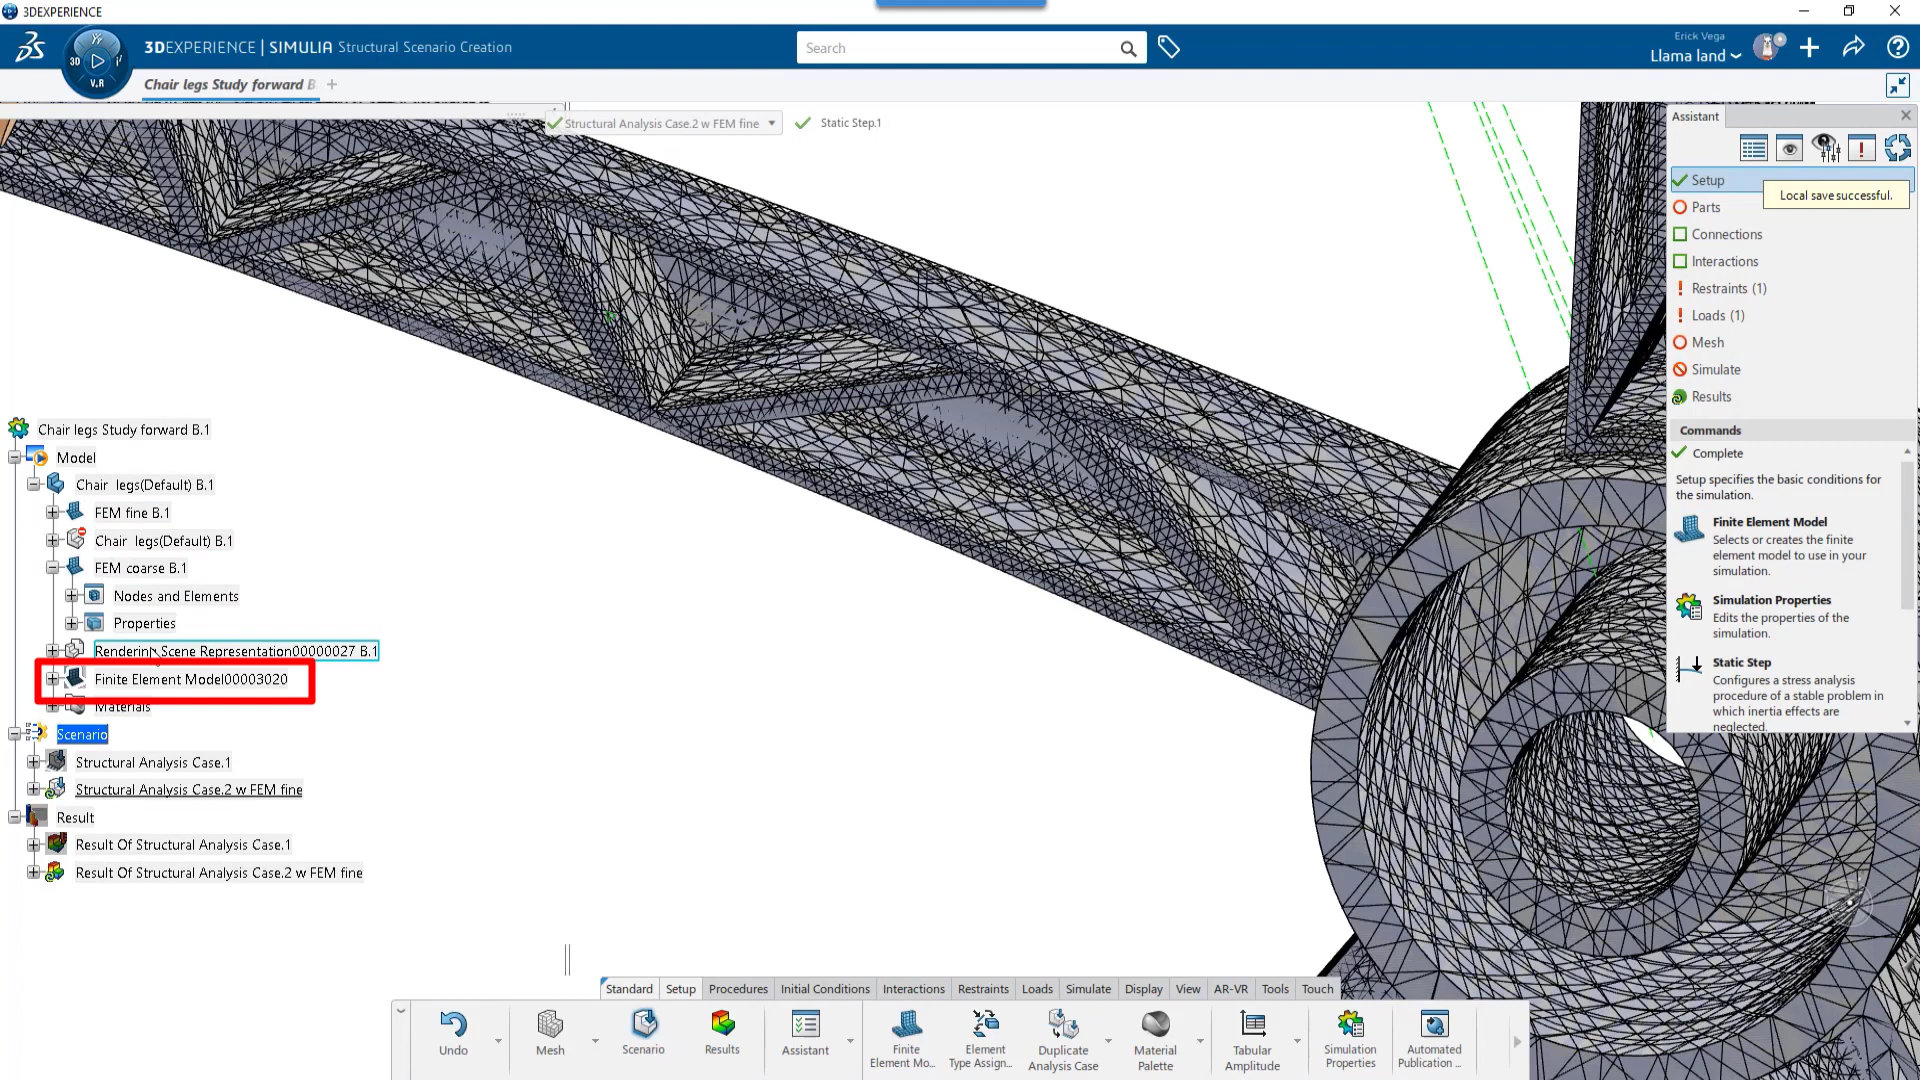 3DEXPERIENCE
3DEXPERIENCE | SIMULIA Structural Scenario Creation
Search
Erick Vega
Llama land
3D
V.R
Chair legs Study forward B
Structural Analysis Case.2 w FEM fine
Static Step.1
Assistant
Setup
Local save successful.
Parts
Connections
Interactions
Restraints (1)
Loads (1)
Mesh
Simulate
Results
Commands
Complete
Setup specifies the basic conditions for
the simulation.
Finite Element Model
Selects or creates the finite
element model to use in your
simulation.
Simulation Properties
Edits the properties of the
simulation.
Static Step
Configures a stress analysis
procedure of a stable problem in
which inertia effects are
neglected.
Chair legs Study forward B.1
Model
Chair legs(Default) B.1
FEM fine B.1
Chair legs(Default) B.1
FEM coarse B.1
Nodes and Elements
Properties
Rendering Scene Representation00000027 B.1
Finite Element Model00003020
Materials
Scenario
Structural Analysis Case.1
Structural Analysis Case.2 w FEM fine
Result
Result Of Structural Analysis Case.1
Result Of Structural Analysis Case.2 w FEM fine
Standard Setup Procedures Initial Conditions Interactions Restraints Loads Simulate Display View AR-VR Tools Touch
Undo
Mesh
Scenario
Results
Assistant
Finite
Element Mo...
Element
Type Assign...
Duplicate
Analysis Case
Material
Palette
Tabular
Amplitude
Simulation
Properties
Automated
Publication ...